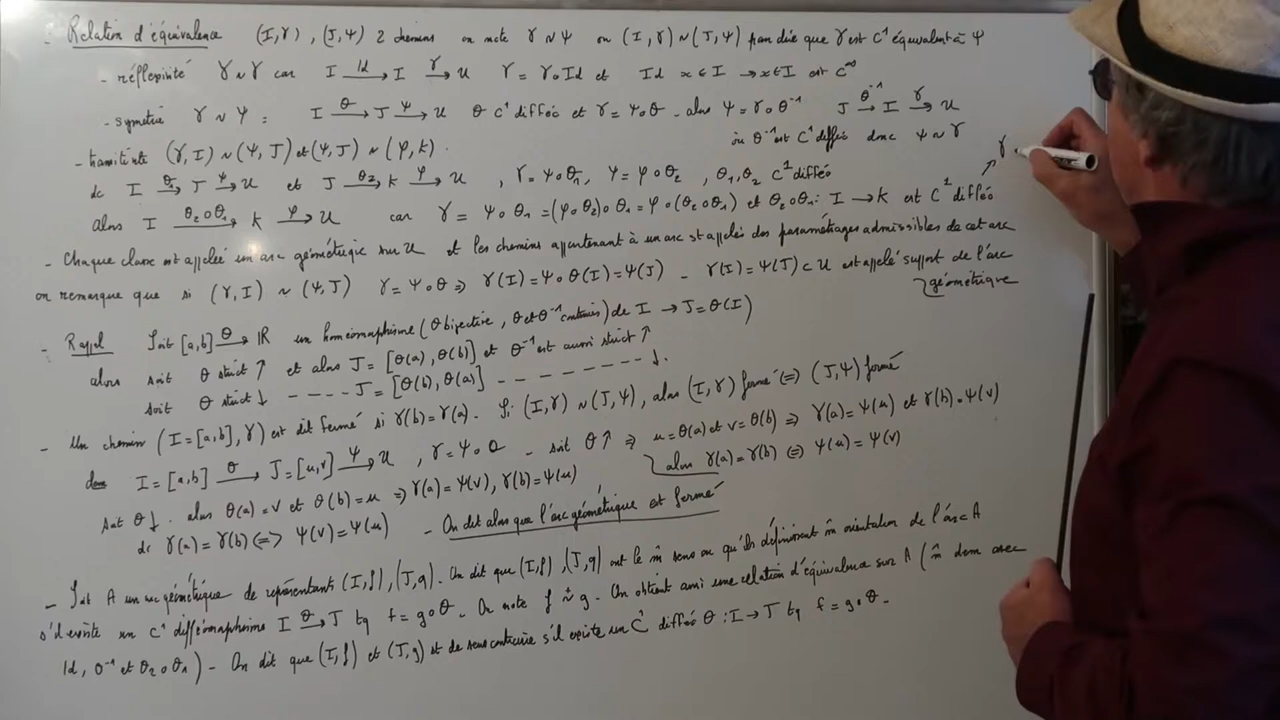 - Relation d'équivalence (I,γ), (J,Ψ) 2 chemins on note γ ~ Ψ ou (I,γ) ~ (J,Ψ) pour dire que γ est C¹ équivalent à Ψ
- réflexivité γ ~ γ car I →Id I →γ U γ = γ∘Id et Id x∈I → x∈I est C^∞
- symétrie γ ~ Ψ : I →θ J →Ψ U θ C¹ difféo et γ = Ψ∘θ - alors Ψ = γ∘θ⁻¹ J →θ⁻¹ I →γ U
où θ⁻¹ est C¹ difféo donc Ψ ~ γ
- transitivité (γ,I) ~ (Ψ,J) et (Ψ,J) ~ (φ,K).
dc I →θ₁ J →Ψ U et J →θ₂ K →φ U , γ = Ψ∘θ₁, Ψ = φ∘θ₂ , θ₁,θ₂ C¹ difféo
Alors I →θ₂∘θ₁ K →φ U car γ = Ψ∘θ₁ = (φ∘θ₂)∘θ₁ = φ∘(θ₂∘θ₁) et θ₂∘θ₁ : I → K est C¹ difféo
γ
- Chaque classe est appelée un arc géométriqe sur U et les chemins appartenant à un arc st appelés des paramétrages admissibles de cet arc
on remarque que si (γ,I) ~ (Ψ,J) γ = Ψ∘θ ⇒ γ(I) = Ψ∘θ(I) = Ψ(J) - γ(I) = Ψ(J) ⊂ U est appelé support de l'arc
géométrique
- Rappel Soit [a,b] →θ ℝ un homéomorphisme (θ bijective, θ et θ⁻¹ continues) de I → J = θ(I)
alors soit θ strict ↑ et alors J = [θ(a), θ(b)] et θ⁻¹ est aussi strict ↑
soit θ strict ↓ ---- J = [θ(b), θ(a)] - - - - - - - - ↓.
- Un chemin (I = [a,b], γ) est dit fermé si γ(b) = γ(a). Si (I,γ) ~ (J,Ψ), alors (I,γ) fermé ⇔ (J,Ψ) fermé
I = [a,b] →θ J = [u,v] →Ψ U , γ = Ψ∘θ - soit θ↑ ⇒ u = θ(a) et v = θ(b) ⇒ γ(a) = Ψ(u) et γ(b) = Ψ(v)
alors γ(a) = γ(b) ⇔ Ψ(u) = Ψ(v)
soit θ↓. alors θ(a) = v et θ(b) = u ⇒ γ(a) = Ψ(v), γ(b) = Ψ(u)
dc γ(a) = γ(b) ⇔ Ψ(v) = Ψ(u) - On dit alors que l'arc géométrique est fermé
- Soit A un arc géométrique de représentants (I,f), (J,g). On dit que (I,f), (J,g) ont le m̂ sens ou qu'ils définissent m̂ orientation de l'arc A
s'il existe un C¹ difféomorphisme I →θ J tq f = g∘θ. On note f ~⁺ g. On obtient ainsi une relation d'équivalence sur A (m̂ dem avec
Id, θ⁻¹ et θ₂∘θ₁) - On dit que (I,f) et (J,g) st de sens contraire s'il existe un C¹ difféo θ : I → J tq f = g∘θ -